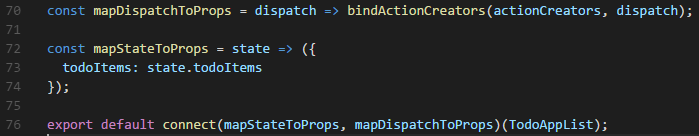 70 const mapDispatchToProps = dispatch => bindActionCreators(actionCreators, dispatch);
71
72 const mapStateToProps = state => ({
73   todoItems: state.todoItems
74 });
75
76 export default connect(mapStateToProps, mapDispatchToProps)(TodoAppList);